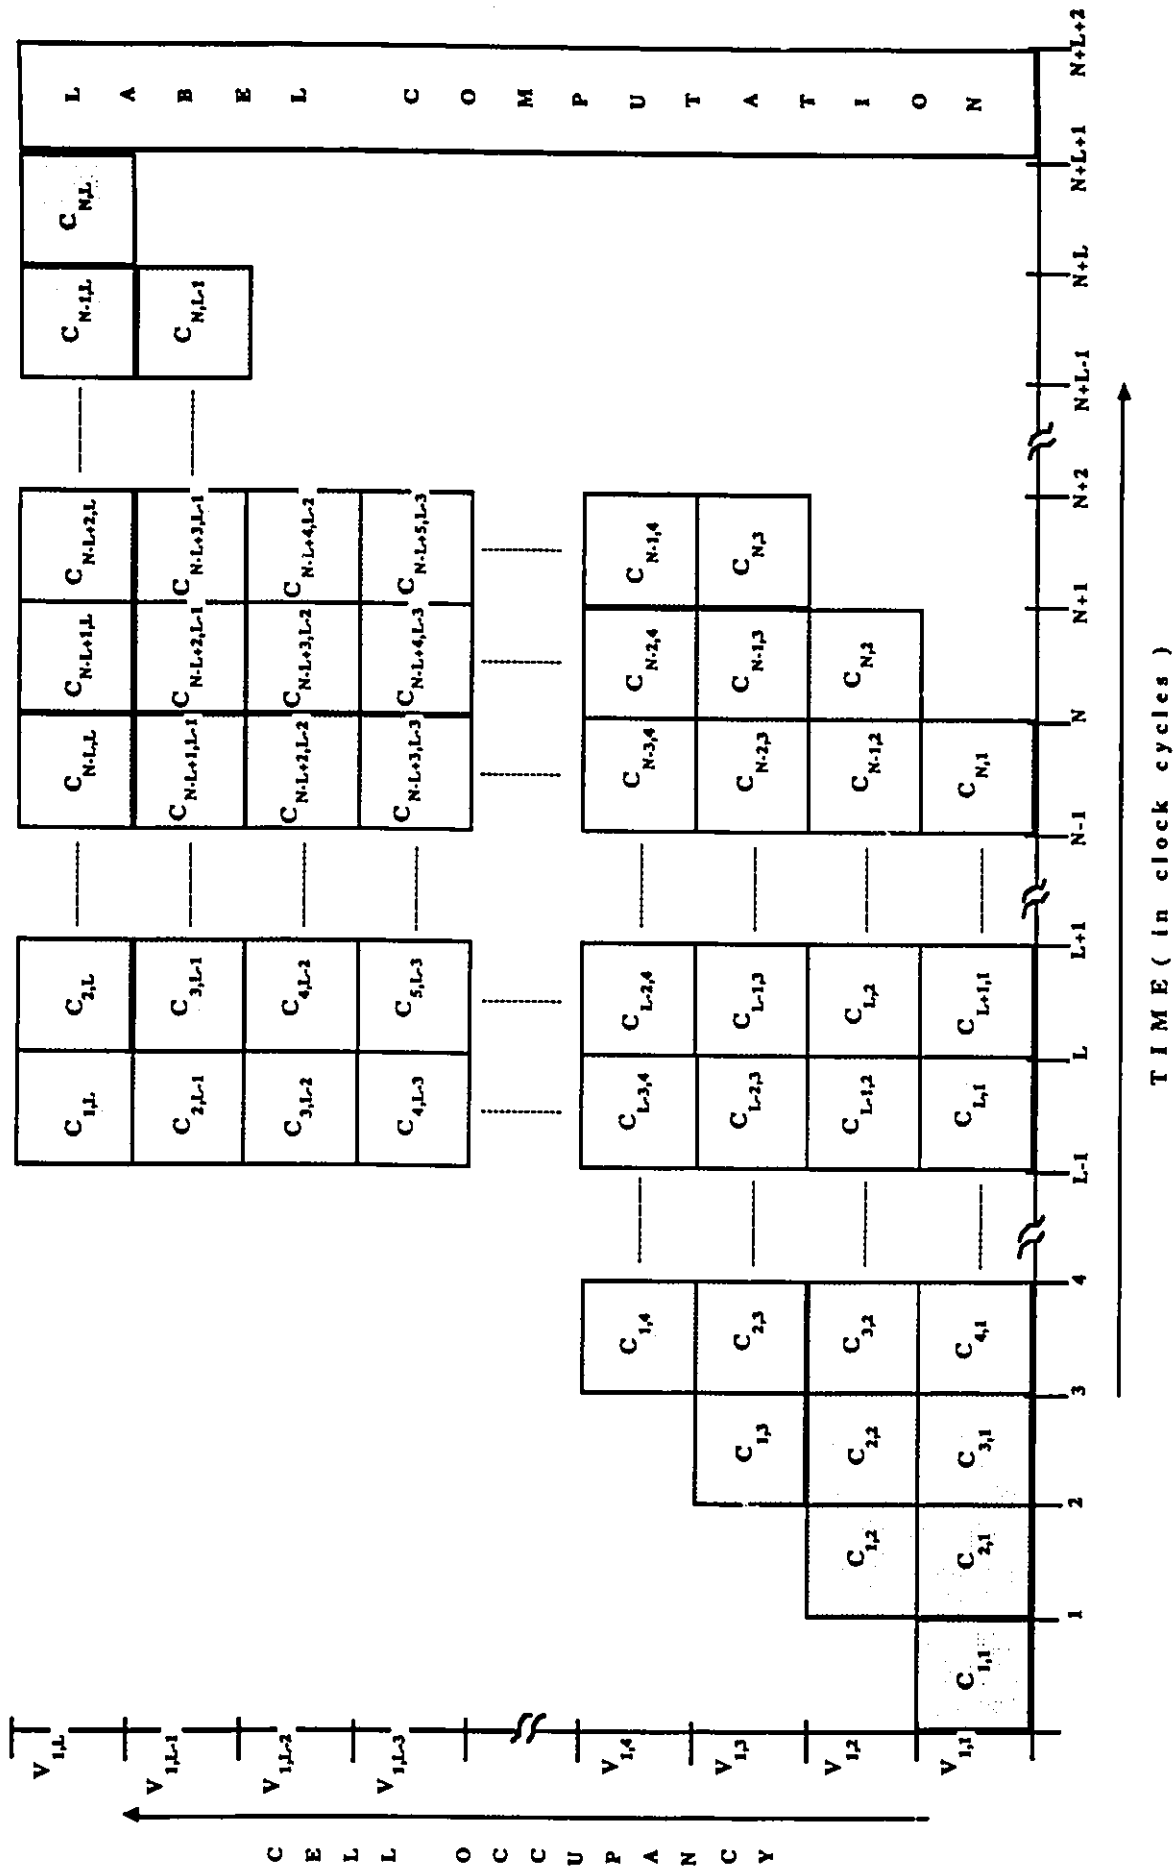 CELL OCCUPANCY
V1,L C1,L C2,L CN-L,L CN-L+1,L CN-L+2,L CN-1,L CN,L
V1,L-1 C2,L-1 C3,L-1 CN-L+1,L-1 CN-L+2,L-1 CN-L+3,L-1 CN,L-1
V1,L-2 C3,L-2 C4,L-2 CN-L+2,L-2 CN-L+3,L-2 CN-L+4,L-2
V1,L-3 C4,L-3 C5,L-3 CN-L+3,L-3 CN-L+4,L-3 CN-L+5,L-3
V1,4 C1,4 CL-3,4 CL-2,4 CN-3,4 CN-2,4 CN-1,4
V1,3 C1,3 C2,3 CL-2,3 CL-1,3 CN-2,3 CN-1,3 CN,3
V1,2 C1,2 C2,2 C3,2 CL-1,2 CL,2 CN-1,2 CN,2
V1,1 C1,1 C2,1 C3,1 C4,1 CL,1 CL+1,1 CN,1
LABEL COMPUTATION
1 2 3 4 L-1 L L+1 N-1 N N+1 N+2 N+L-1 N+L N+L+1 N+L+2
TIME ( in clock cycles )